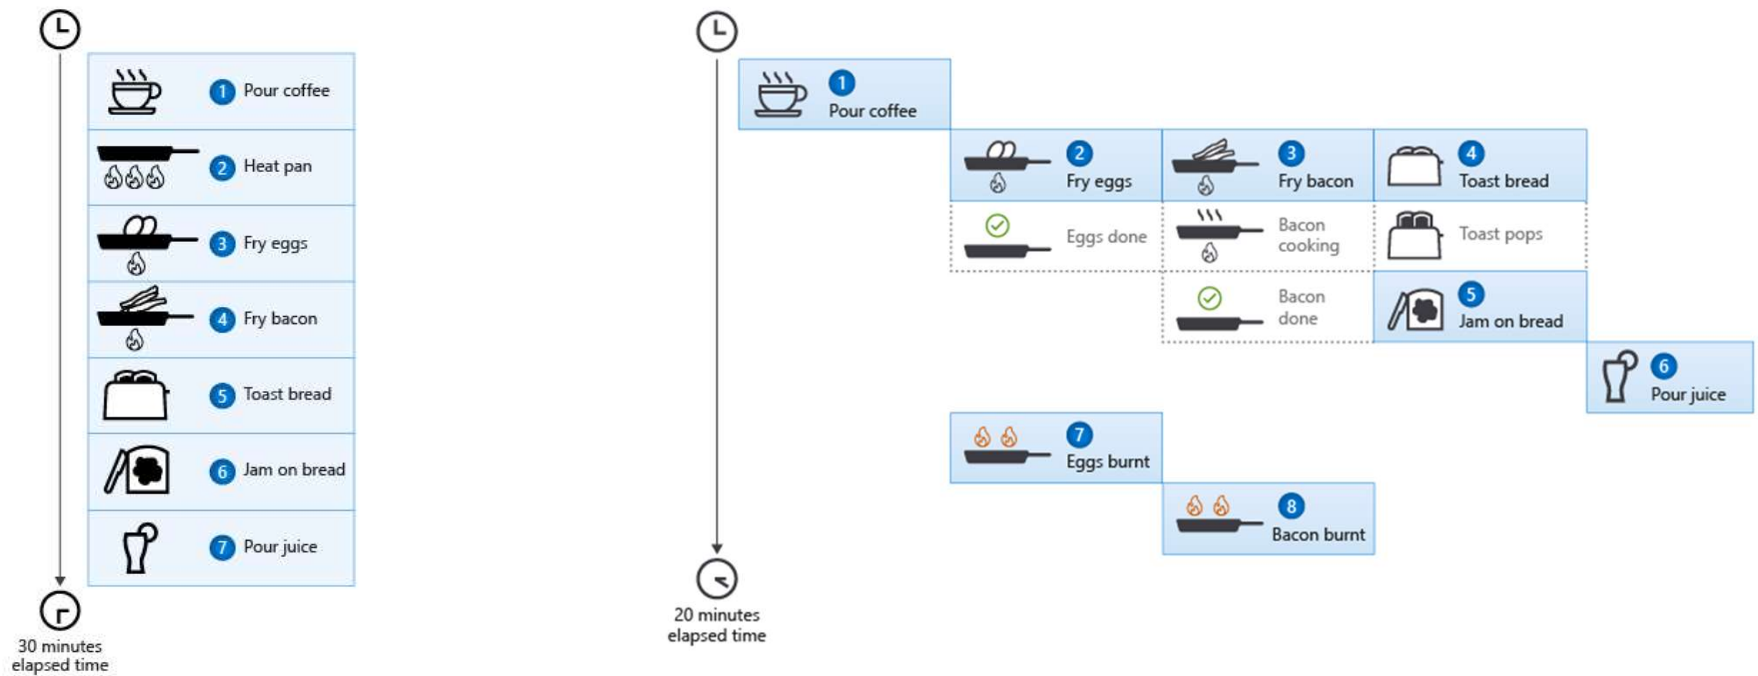 1 Pour coffee
2 Heat pan
3 Fry eggs
4 Fry bacon
5 Toast bread
6 Jam on bread
7 Pour juice
30 minutes
elapsed time
1
Pour coffee
2
Fry eggs
3
Fry bacon
4
Toast bread
Eggs done
Bacon
cooking
Toast pops
Bacon
done
5
Jam on bread
6
Pour juice
7
Eggs burnt
8
Bacon burnt
20 minutes
elapsed time